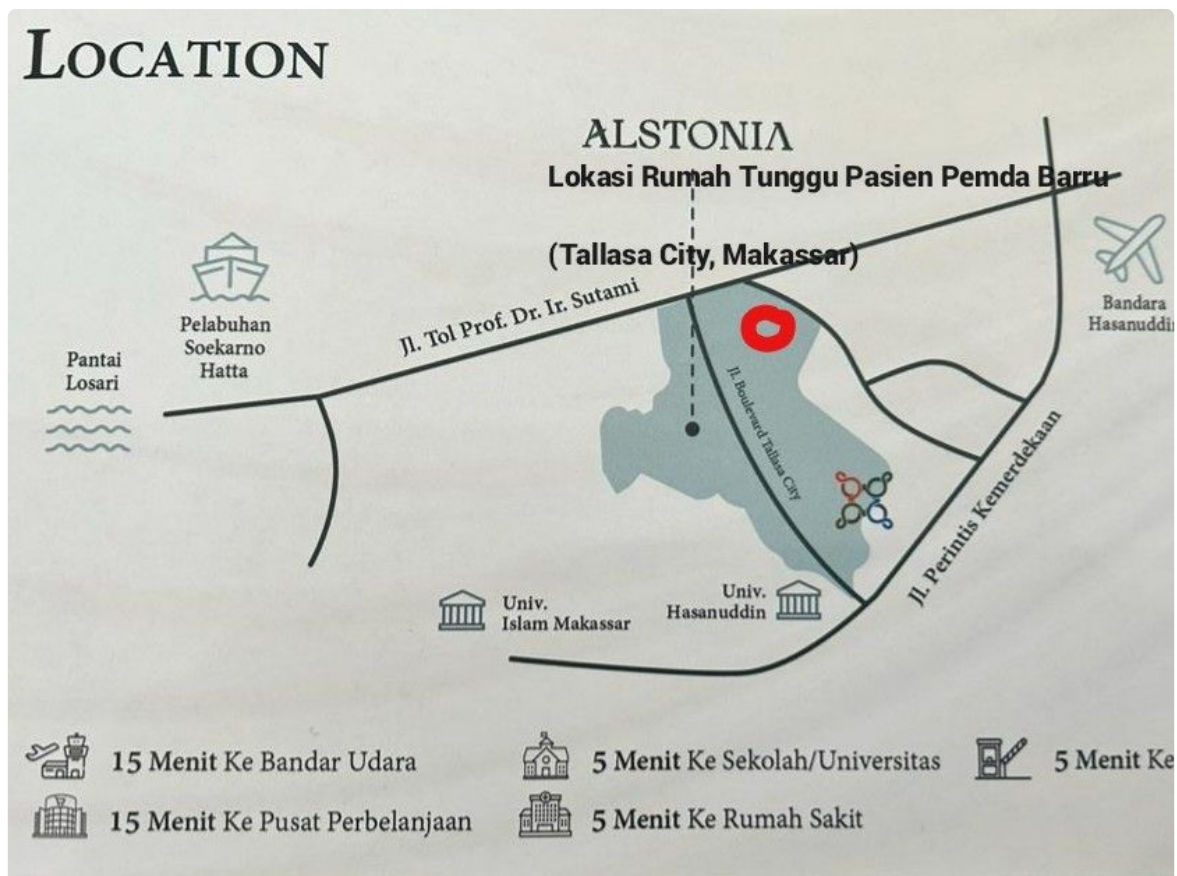 LOCATION
ALSTONIA
Lokasi Rumah Tunggu Pasien Pemda Barru
(Tallasa City, Makassar)
Jl. Tol Prof. Dr. Ir. Sutami
Pelabuhan
Soekarno
Hatta
Pantai
Losari
Bandara
Hasanuddi
Jl. Boulevard Tallasa City
Jl. Perintis Kemerdekaan
Univ.
Islam Makassar
Univ.
Hasanuddin
15 Menit Ke Bandar Udara
5 Menit Ke Sekolah/Universitas
5 Menit Ke
15 Menit Ke Pusat Perbelanjaan
5 Menit Ke Rumah Sakit